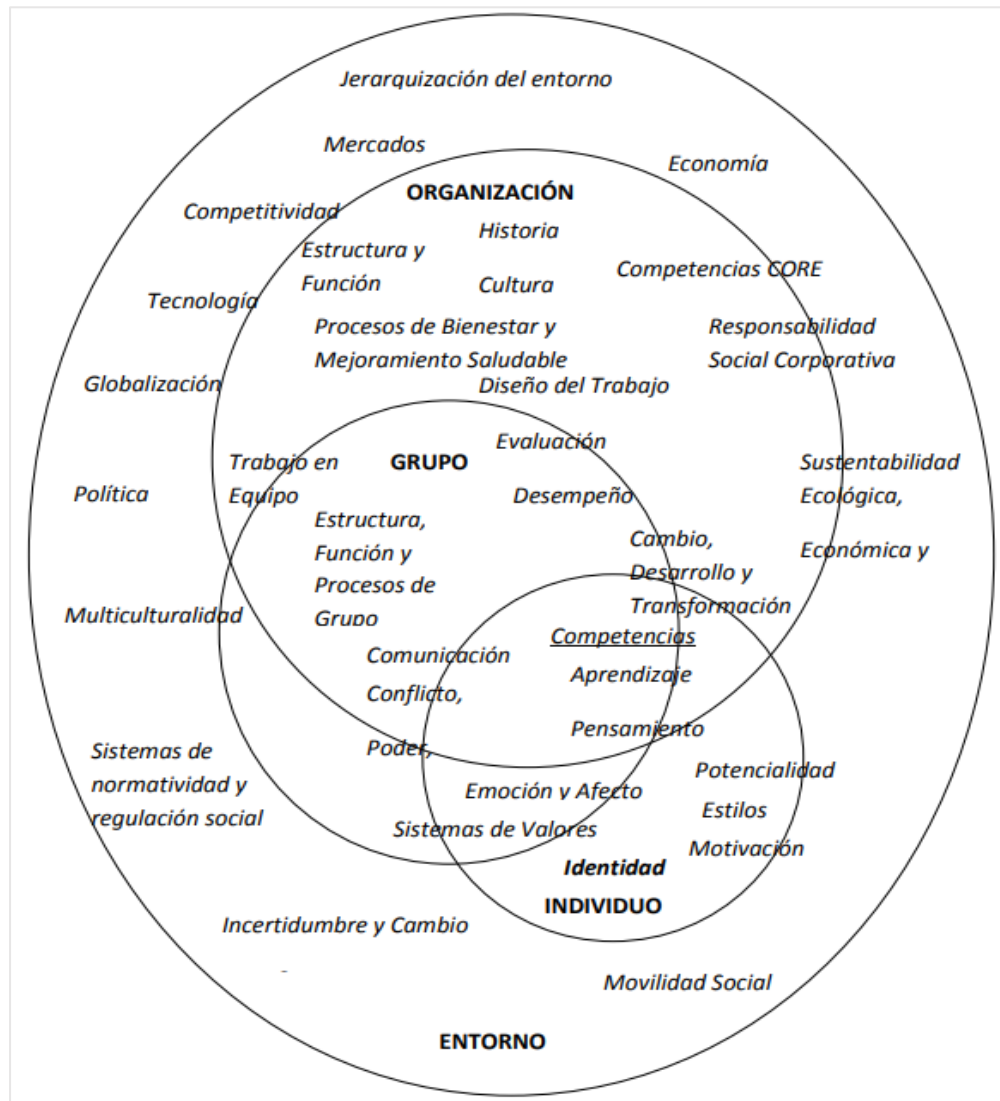 Jerarquización del entorno
Mercados
Economía
ORGANIZACIÓN
Competitividad
Historia
Estructura y
Función
Competencias CORE
Cultura
Tecnología
Procesos de Bienestar y
Mejoramiento Saludable
Responsabilidad
Social Corporativa
Globalización
Diseño del Trabajo
Evaluación
Trabajo en
Equipo
GRUPO
Sustentabilidad
Ecológica,
Económica y
Política
Desempeño
Estructura,
Función y
Procesos de
Grupo
Cambio,
Desarrollo y
Transformación
Multiculturalidad
Competencias
Comunicación
Aprendizaje
Conflicto,
Pensamiento
Poder,
Sistemas de
normatividad y
regulación social
Potencialidad
Emoción y Afecto
Estilos
Sistemas de Valores
Motivación
Identidad
INDIVIDUO
Incertidumbre y Cambio
Movilidad Social
ENTORNO